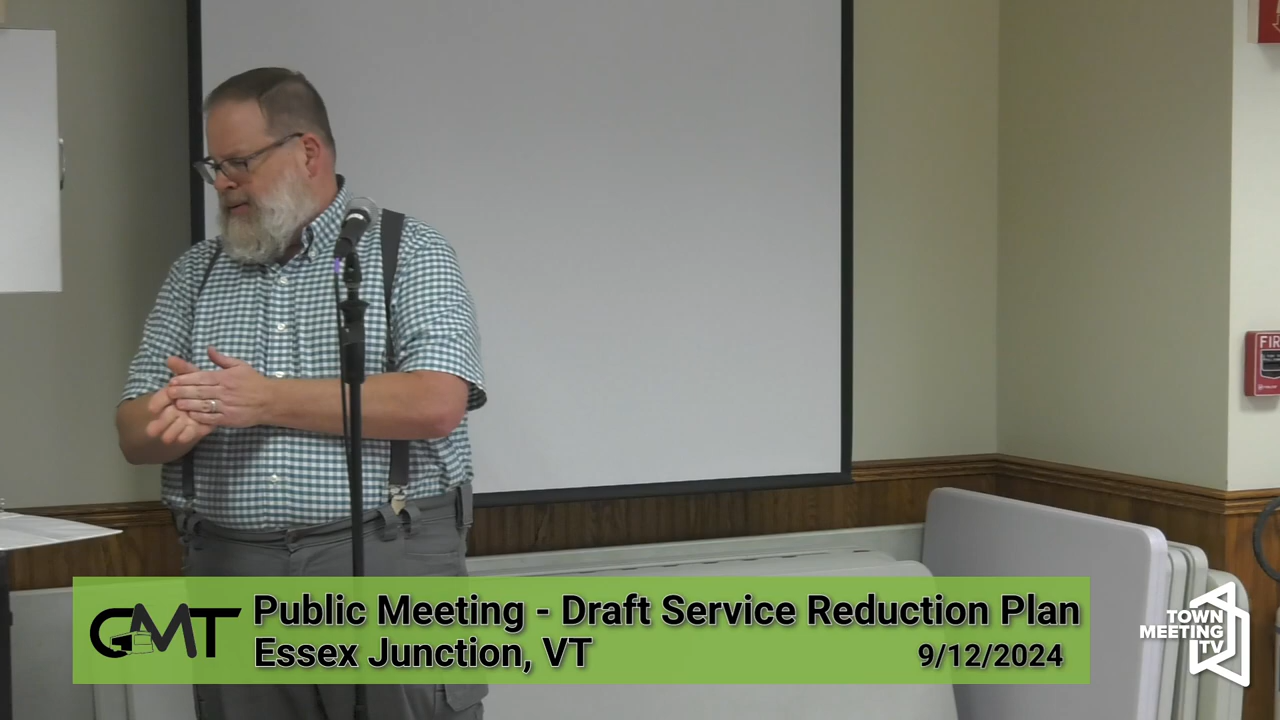 FIR
GMT
Public Meeting - Draft Service Reduction Plan
Essex Junction, VT
9/12/2024
TOWN
MEETING
TV